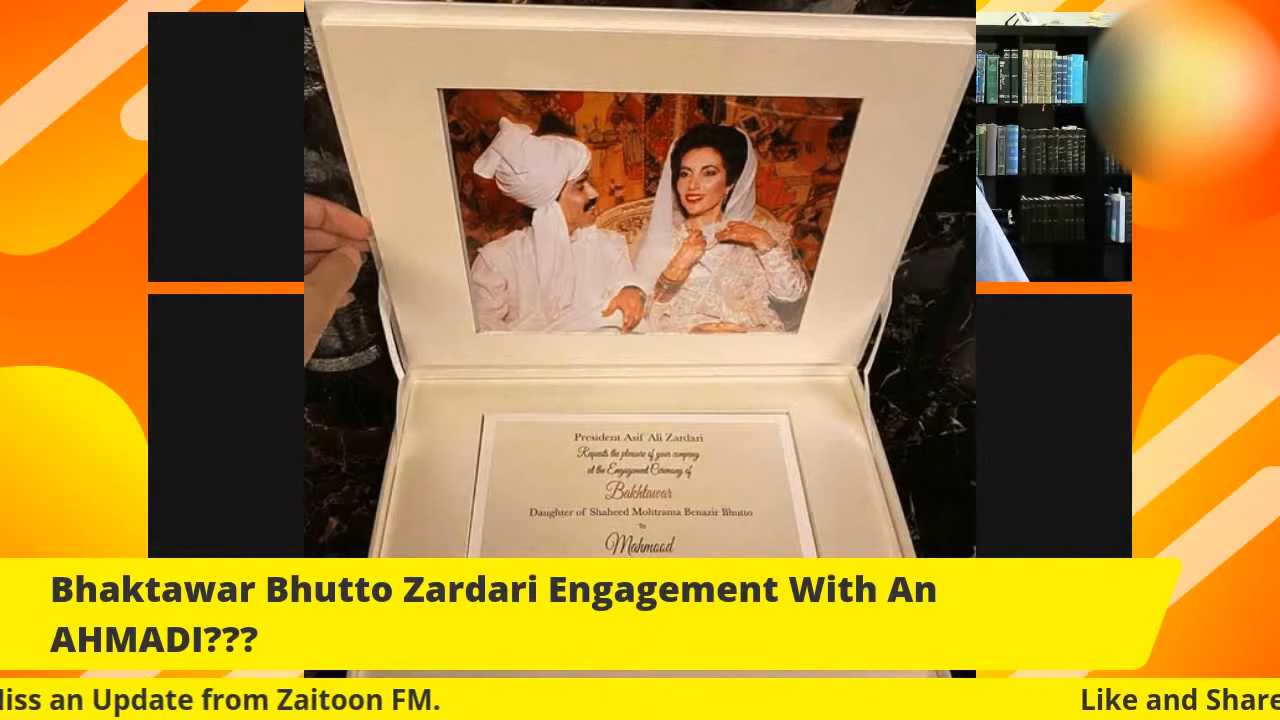 President Asif Ali Zardari
Requests the pleasure of your company
at the Engagement Ceremony of
Bakhtawar
Daughter of Shaheed Mohtrama Benazir Bhutto
To
Mahmood
Bhaktawar Bhutto Zardari Engagement With An
AHMADI???
iss an Update from Zaitoon FM.
Like and Share